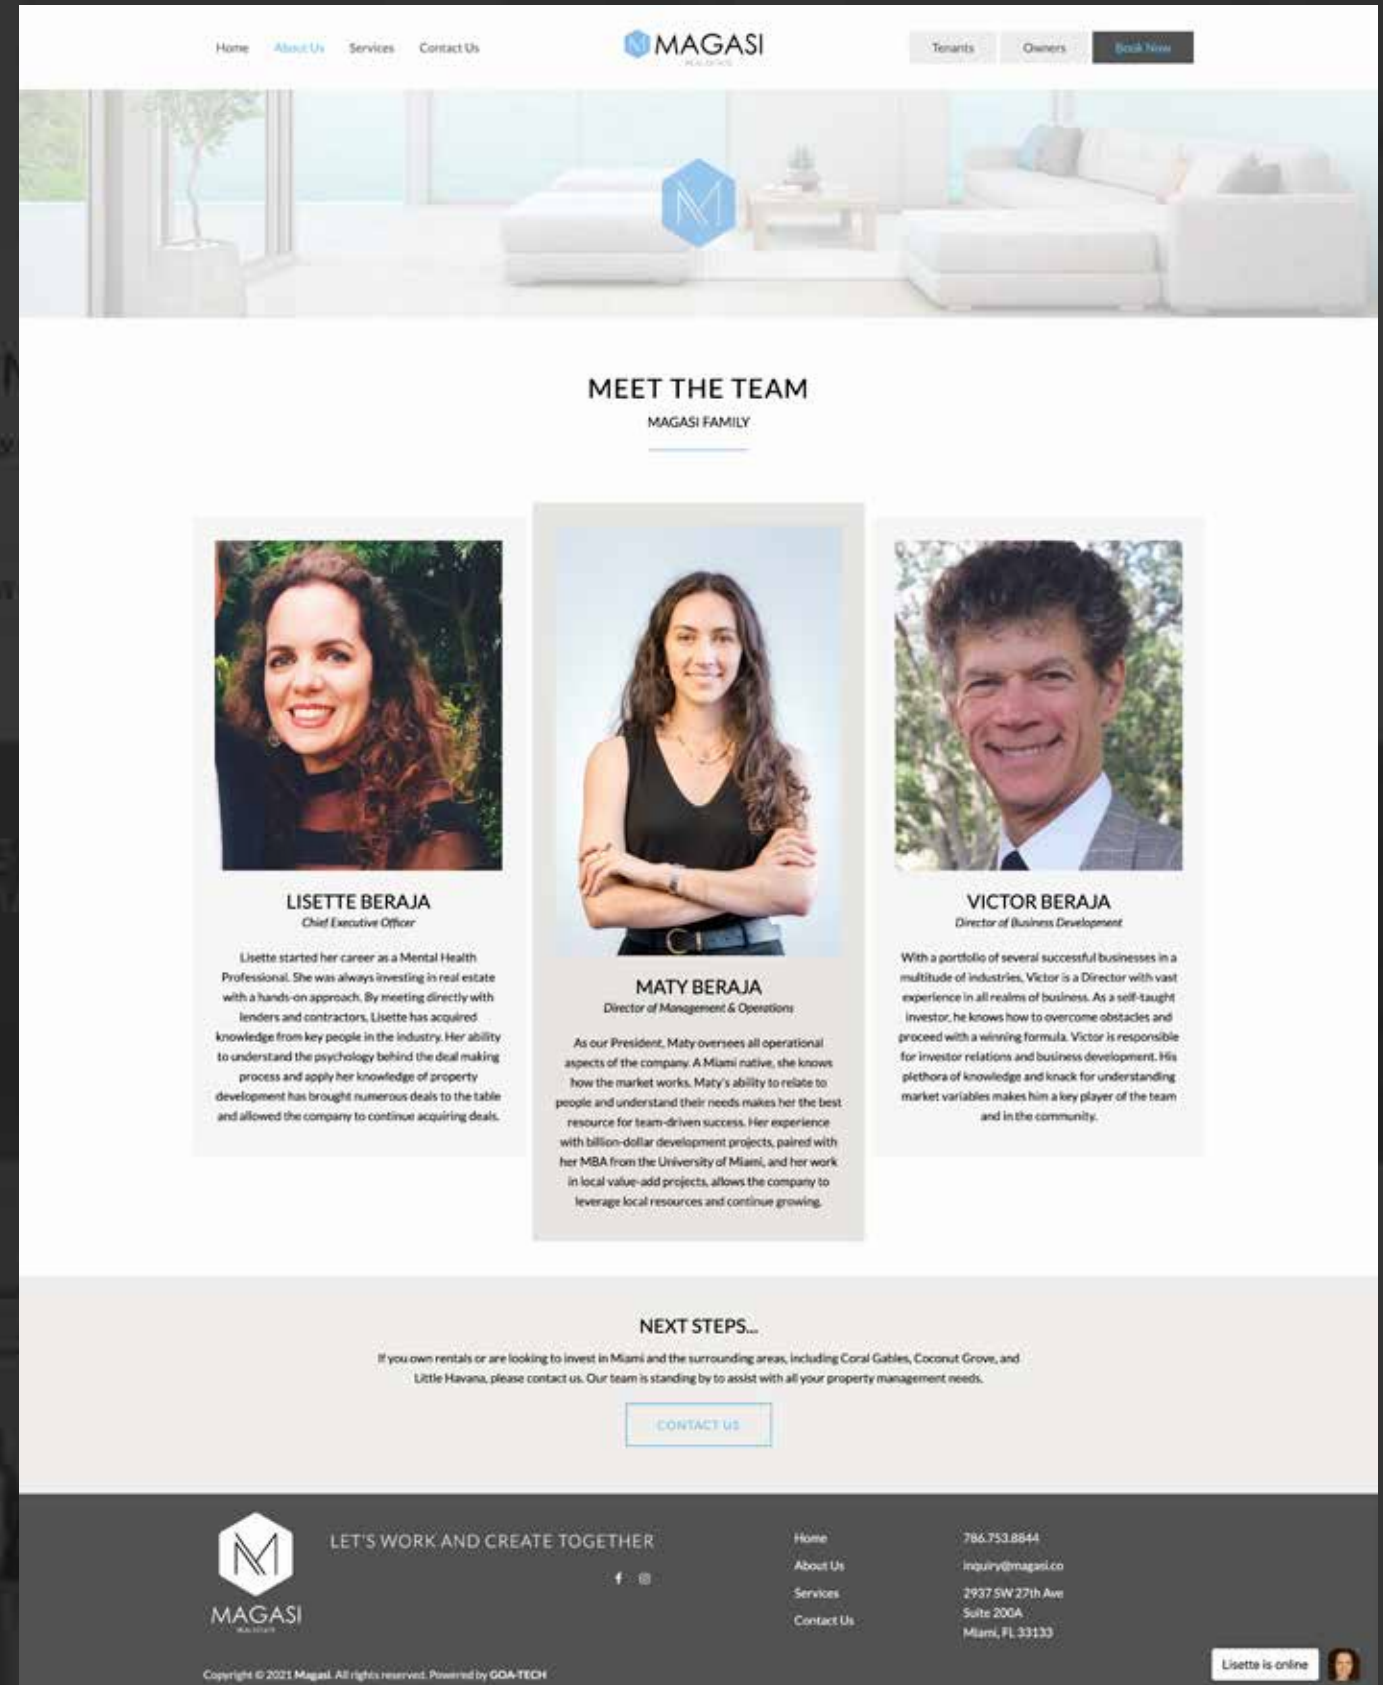 Home About Us Services Contact Us
MAGASI
REAL ESTATE
Tenants Owners Book Now
MEET THE TEAM
MAGASI FAMILY
LISETTE BERAJA
Chief Executive Officer
Lisette started her career as a Mental Health
Professional. She was always investing in real estate
with a hands-on approach. By meeting directly with
lenders and contractors, Lisette has acquired
knowledge from key people in the industry. Her ability
to understand the psychology behind the deal making
process and apply her knowledge of property
development has brought numerous deals to the table
and allowed the company to continue acquiring deals.
MATY BERAJA
Director of Management & Operations
As our President, Maty oversees all operational
aspects of the company. A Miami native, she knows
how the market works. Maty's ability to relate to
people and understand their needs makes her the best
resource for team-driven success. Her experience
with billion-dollar development projects, paired with
her MBA from the University of Miami, and her work
in local value-add projects, allows the company to
leverage local resources and continue growing.
VICTOR BERAJA
Director of Business Development
With a portfolio of several successful businesses in a
multitude of industries, Victor is a Director with vast
experience in all realms of business. As a self-taught
investor, he knows how to overcome obstacles and
proceed with a winning formula. Victor is responsible
for investor relations and business development. His
plethora of knowledge and knack for understanding
market variables makes him a key player of the team
and in the community.
NEXT STEPS...
If you own rentals or are looking to invest in Miami and the surrounding areas, including Coral Gables, Coconut Grove, and
Little Havana, please contact us. Our team is standing by to assist with all your property management needs.
CONTACT US
MAGASI
REAL ESTATE
LET'S WORK AND CREATE TOGETHER
Home
About Us
Services
Contact Us
786.753.8844
inquiry@magasi.co
2937 SW 27th Ave
Suite 200A
Miami, FL 33133
Copyright © 2021 Magasi. All rights reserved. Powered by GOA-TECH
Lisette is online